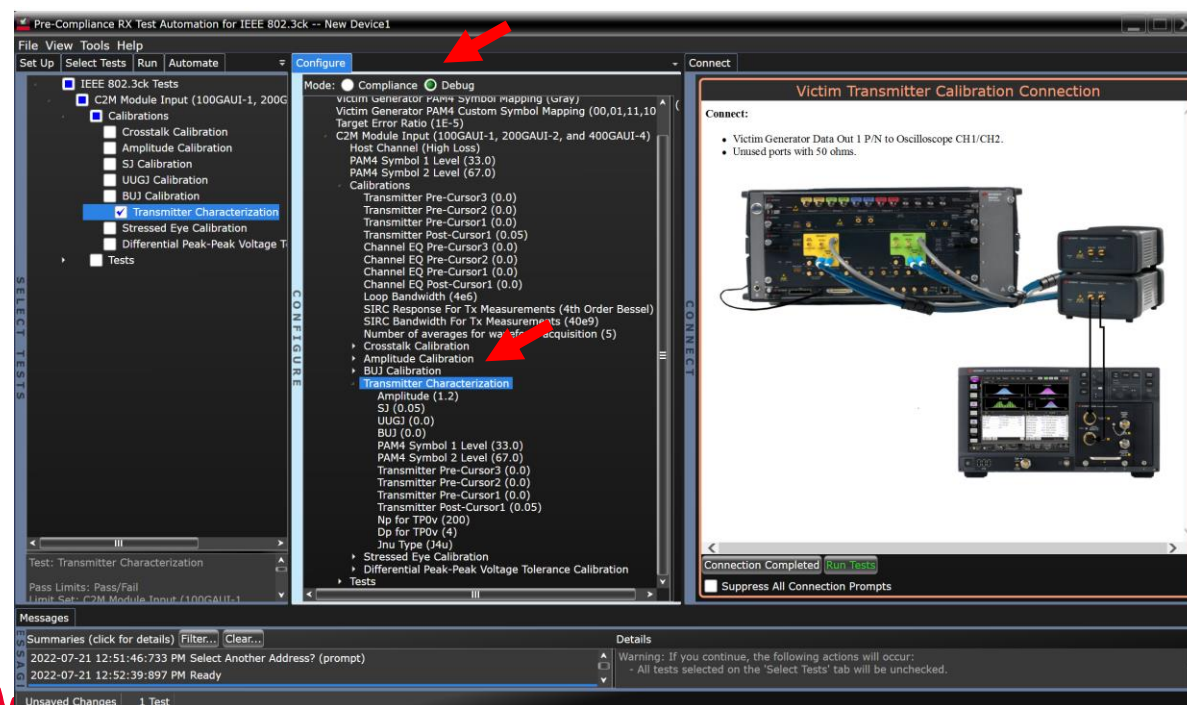 Pre-Compliance RX Test Automation for IEEE 802.3ck -- New Device1
File View Tools Help
Set Up Select Tests Run Automate
IEEE 802.3ck Tests
C2M Module Input (100GAUI-1, 200G
Calibrations
Crosstalk Calibration
Amplitude Calibration
SJ Calibration
UUGJ Calibration
BUJ Calibration
Transmitter Characterization
Stressed Eye Calibration
Differential Peak-Peak Voltage T
Tests
SELECT TESTS
Test: Transmitter Characterization
Pass Limits: Pass/Fail
Limit Set: C2M Module Input (100GAUI-1
Configure
Mode: Compliance Debug
Victim Generator PAM4 Symbol Mapping (Gray)
Victim Generator PAM4 Custom Symbol Mapping (00,01,11,10
Target Error Ratio (1E-5)
C2M Module Input (100GAUI-1, 200GAUI-2, and 400GAUI-4)
Host Channel (High Loss)
PAM4 Symbol 1 Level (33.0)
PAM4 Symbol 2 Level (67.0)
Calibrations
Transmitter Pre-Cursor3 (0.0)
Transmitter Pre-Cursor2 (0.0)
Transmitter Pre-Cursor1 (0.0)
Transmitter Post-Cursor1 (0.05)
Channel EQ Pre-Cursor3 (0.0)
Channel EQ Pre-Cursor2 (0.0)
Channel EQ Pre-Cursor1 (0.0)
Channel EQ Post-Cursor1 (0.0)
Loop Bandwidth (4e6)
SIRC Response For Tx Measurements (4th Order Bessel)
SIRC Bandwidth For Tx Measurements (40e9)
Number of averages for acquisition (5)
Crosstalk Calibration
Amplitude Calibration
BUJ Calibration
Transmitter Characterization
Amplitude (1.2)
SJ (0.05)
UUGJ (0.0)
BUJ (0.0)
PAM4 Symbol 1 Level (33.0)
PAM4 Symbol 2 Level (67.0)
Transmitter Pre-Cursor3 (0.0)
Transmitter Pre-Cursor2 (0.0)
Transmitter Pre-Cursor1 (0.0)
Transmitter Post-Cursor1 (0.05)
Np for TP0v (200)
Dp for TP0v (4)
Jnu Type (J4u)
Stressed Eye Calibration
Differential Peak-Peak Voltage Tolerance Calibration
Tests
CONFIGURE
Connect
Victim Transmitter Calibration Connection
Connect:
• Victim Generator Data Out 1 P/N to Oscilloscope CH1/CH2.
• Unused ports with 50 ohms.
Connection Completed Run Tests
Suppress All Connection Prompts
CONNECT
Messages
Summaries (click for details) Filter... Clear...
2022-07-21 12:51:46:733 PM Select Another Address? (prompt)
2022-07-21 12:52:39:897 PM Ready
Details
Warning: If you continue, the following actions will occur:
- All tests selected on the 'Select Tests' tab will be unchecked.
Unsaved Changes 1 Test